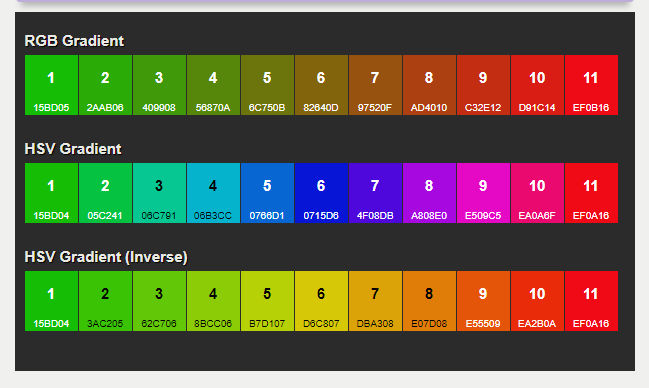 RGB Gradient
1 2 3 4 5 6 7 8 9 10 11
15BD05 2AAB06 409908 56870A 6C750B 82640D 97520F AD4010 C32E12 D91C14 EF0B16
HSV Gradient
1 2 3 4 5 6 7 8 9 10 11
15BD04 05C241 06C791 06B3CC 0766D1 0715D6 4F08DB A808E0 E509C5 EA0A6F EF0A16
HSV Gradient (Inverse)
1 2 3 4 5 6 7 8 9 10 11
15BD04 3AC205 62C706 8BCC06 B7D107 D6C807 DBA308 E07D08 E55509 EA2B0A EF0A16